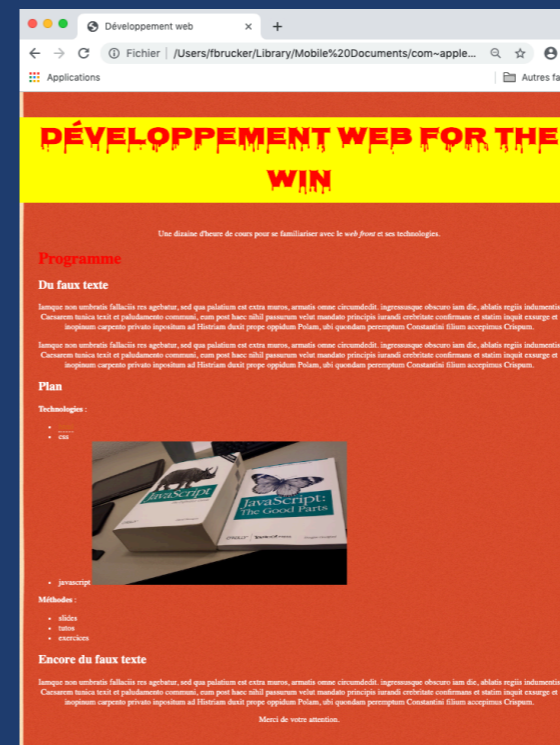 Développement web
Fichier | /Users/fbrucker/Library/Mobile%20Documents/com~apple...
Applications
Autres fa
DÉVELOPPEMENT WEB FOR THE
WIN
Une dizaine d'heure de cours pour se familiariser avec le web front et ses technologies.
Programme
Du faux texte
Iamque non umbratis fallaciis res agebatur, sed qua palatium est extra muros, armatis omne circumdedit. ingressusque obscuro iam die, ablatis regiis indumentis
Caesarem tunica texit et paludamento communi, eum post haec nihil passurum velut mandato principis iurandi crebritate confirmans et statim inquit exsurge et
inopinum carpento privato inpositum ad Histriam duxit prope oppidum Polam, ubi quondam peremptum Constantini filium accepimus Crispum.
Iamque non umbratis fallaciis res agebatur, sed qua palatium est extra muros, armatis omne circumdedit. ingressusque obscuro iam die, ablatis regiis indumentis
Caesarem tunica texit et paludamento communi, eum post haec nihil passurum velut mandato principis iurandi crebritate confirmans et statim inquit exsurge et
inopinum carpento privato inpositum ad Histriam duxit prope oppidum Polam, ubi quondam peremptum Constantini filium accepimus Crispum.
Plan
Technologies :
css
JavaScript
JavaScript:
The Good Parts
O'REILLY
javascript
Méthodes :
slides
tutos
exercices
Encore du faux texte
Iamque non umbratis fallaciis res agebatur, sed qua palatium est extra muros, armatis omne circumdedit. ingressusque obscuro iam die, ablatis regiis indumentis
Caesarem tunica texit et paludamento communi, eum post haec nihil passurum velut mandato principis iurandi crebritate confirmans et statim inquit exsurge et
inopinum carpento privato inpositum ad Histriam duxit prope oppidum Polam, ubi quondam peremptum Constantini filium accepimus Crispum.
Merci de votre attention.